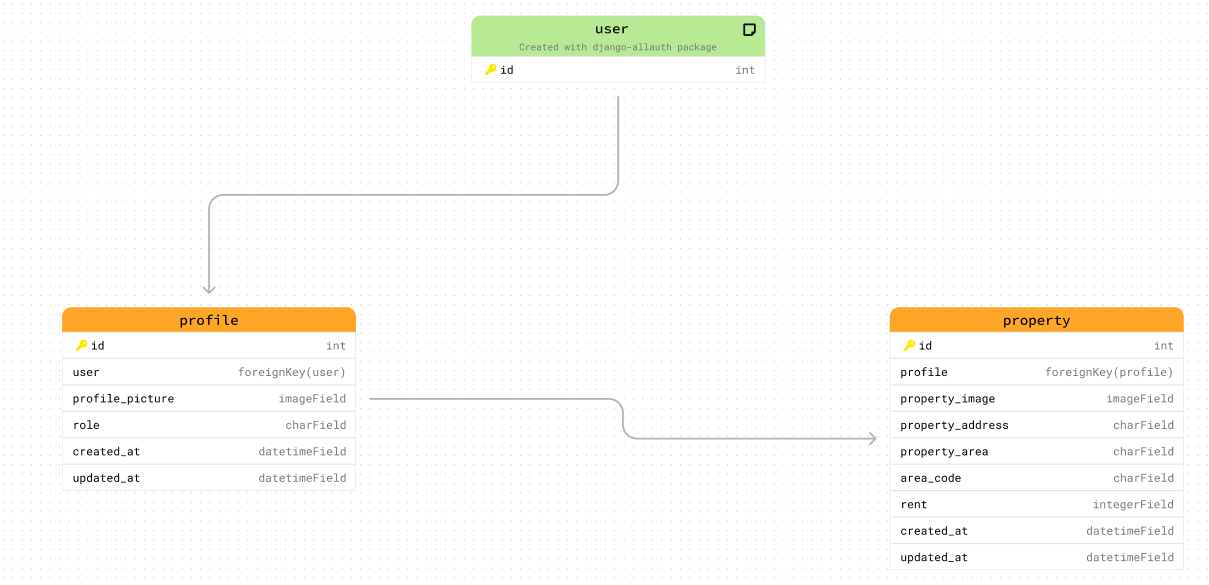 user
Created with django-allauth package
id int
profile
id int
user foreignKey(user)
profile_picture imageField
role charField
created_at datetimeField
updated_at datetimeField
property
id int
profile foreignKey(profile)
property_image imageField
property_address charField
property_area charField
area_code charField
rent integerField
created_at datetimeField
updated_at datetimeField